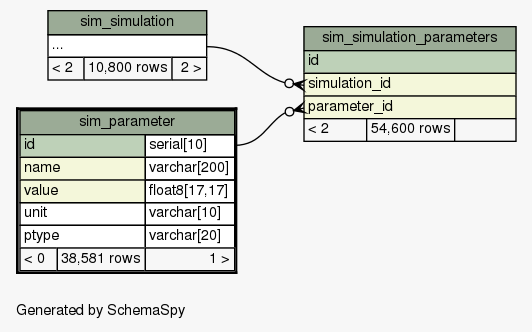 sim_simulation
...
< 2 10,800 rows 2 >
sim_simulation_parameters
id
simulation_id
parameter_id
< 2 54,600 rows
sim_parameter
id serial[10]
name varchar[200]
value float8[17,17]
unit varchar[10]
ptype varchar[20]
< 0 38,581 rows 1 >
Generated by SchemaSpy